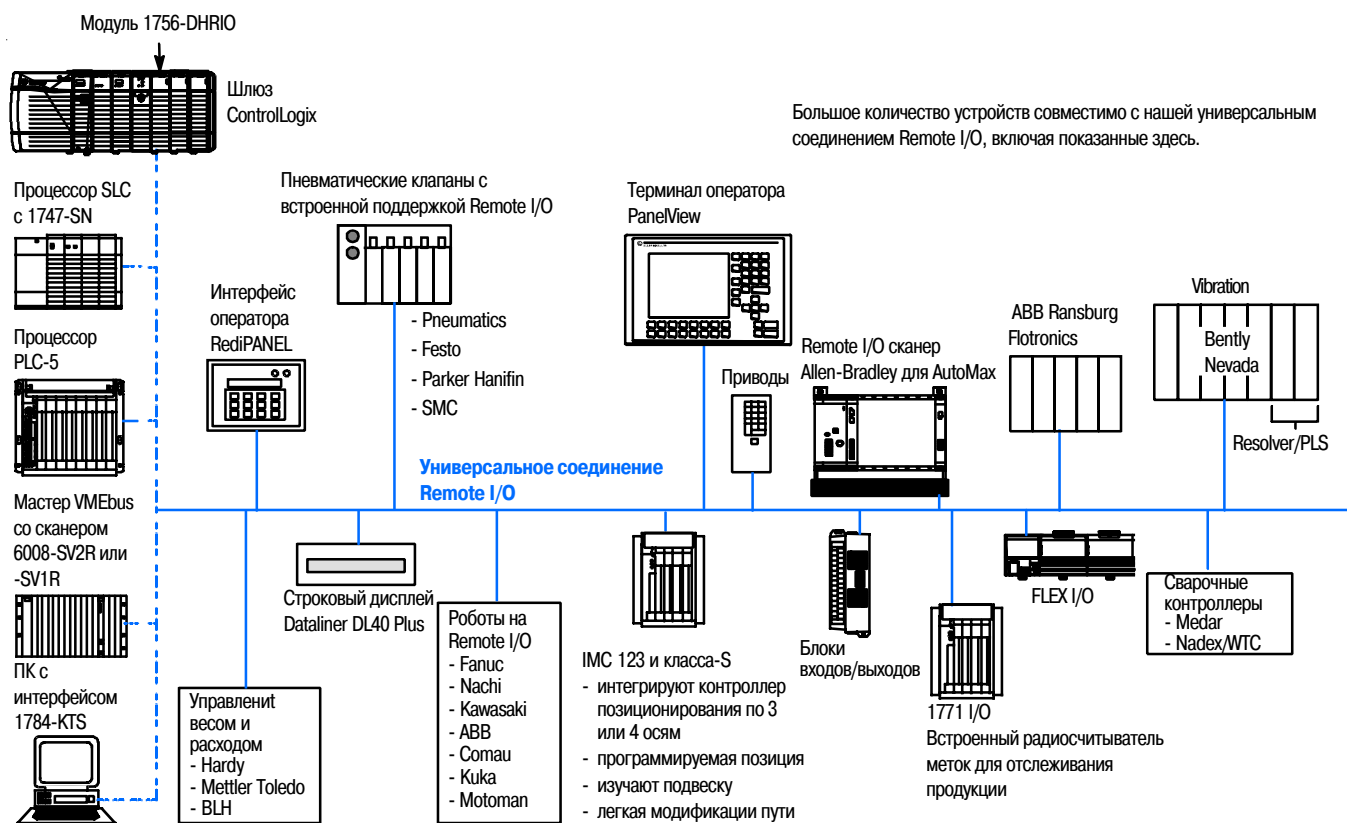 Модуль 1756-DHRIO
Шлюз
ControlLogix
Большое количество устройств совместимо с нашей универсальным
соединением Remote I/O, включая показанные здесь.
Процессор SLC
с 1747-SN
Пневматические клапаны с
встроенной поддержкой Remote I/O
- Pneumatics
- Festo
- Parker Hanifin
- SMC
Терминал оператора
PanelView
Интерфейс
оператора
RediPANEL
Vibration
Bently
Nevada
Resolver/PLS
ABB Ransburg
Flotronics
Процессор
PLC-5
Remote I/O сканер
Allen-Bradley для AutoMax
Приводы
Универсальное соединение
Remote I/O
Мастер VMEbus
со сканером
6008-SV2R или
-SV1R
Строковый дисплей
Dataliner DL40 Plus
FLEX I/O
Сварочные
контроллеры
- Medar
- Nadex/WTC
Роботы на
Remote I/O
- Fanuc
- Nachi
- Kawasaki
- ABB
- Comau
- Kuka
- Motoman
IMC 123 и класса-S
- интегрируют контроллер
позиционирования по 3
или 4 осям
- программируемая позиция
- изучают подвеску
- легкая модификации пути
Блоки
входов/выходов
ПК с
интерфейсом
1784-KTS
Управлениt
весом и
расходом
- Hardy
- Mettler Toledo
- BLH
1771 I/O
Встроенный радиосчитыватель
меток для отслеживания
продукции